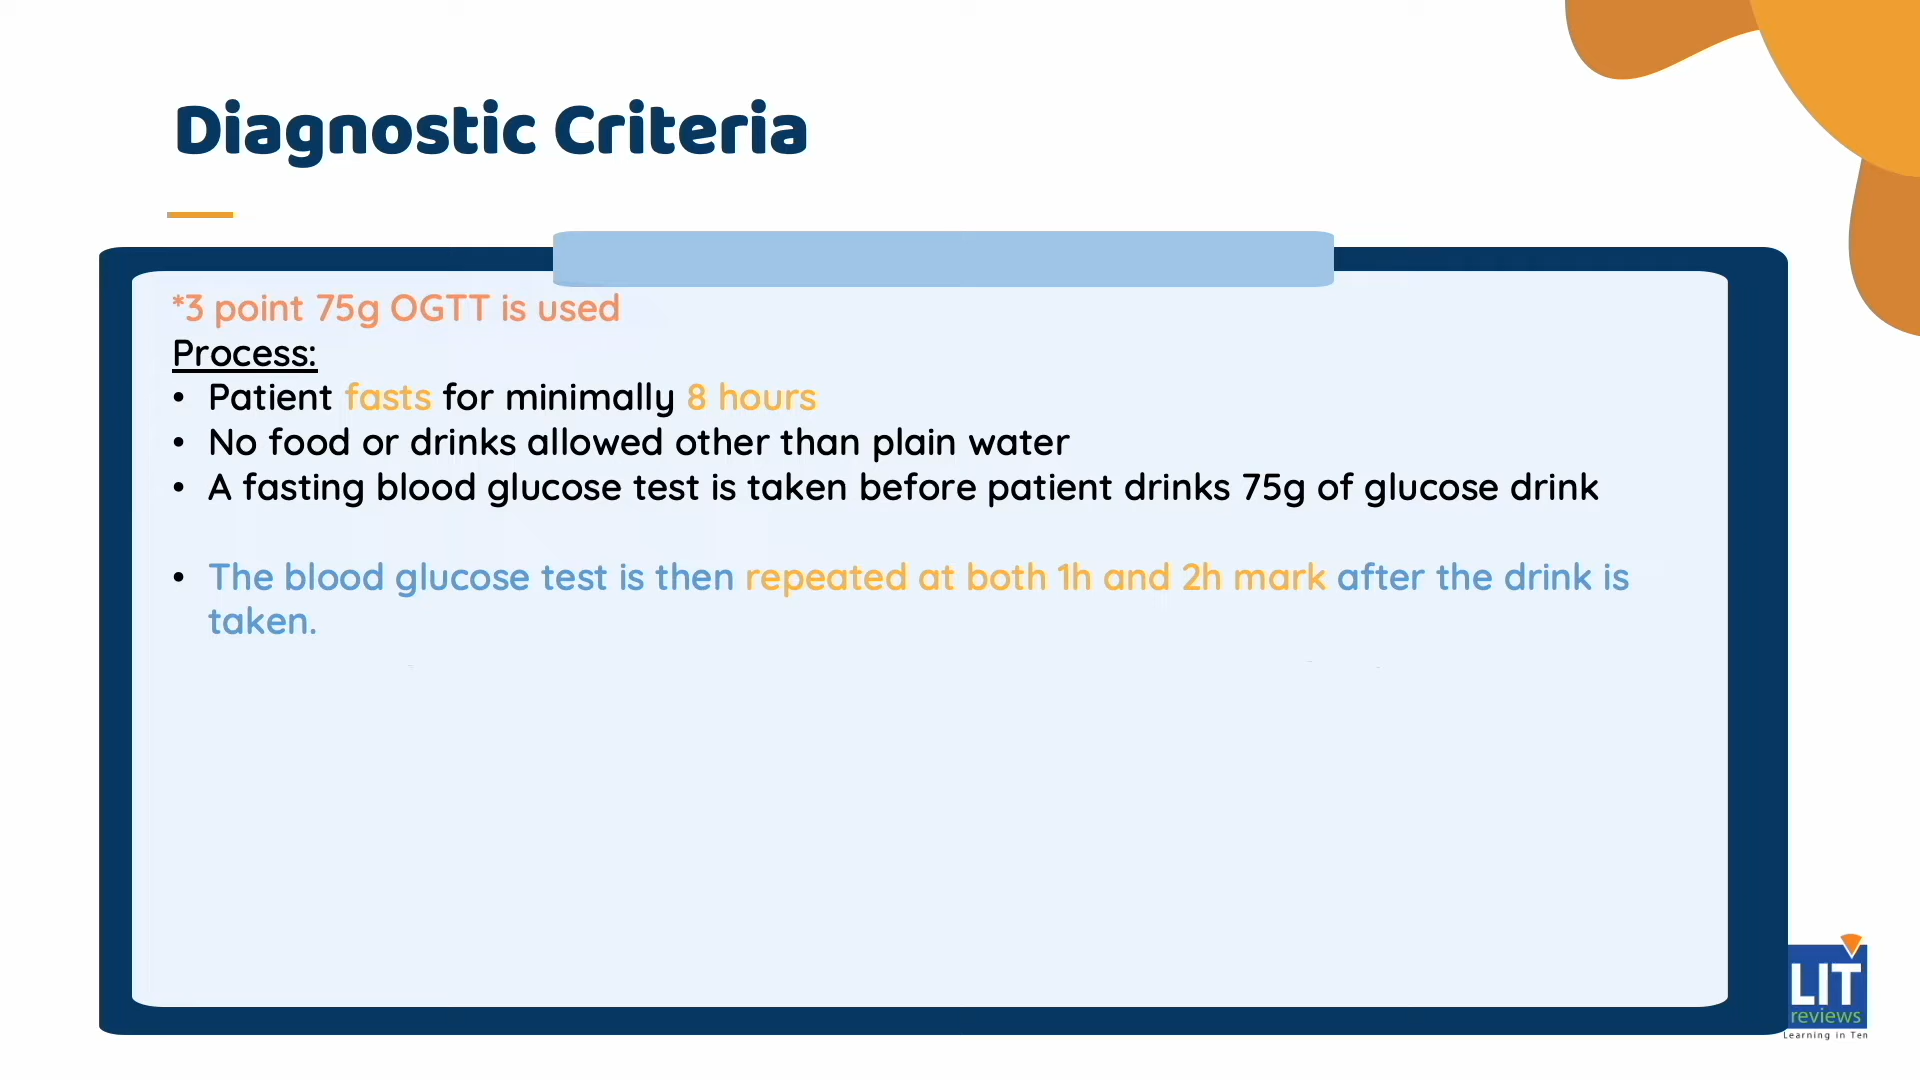 Diagnostic Criteria
*3 point 75g OGTT is used
Process:
• Patient fasts for minimally 8 hours
• No food or drinks allowed other than plain water
• A fasting blood glucose test is taken before patient drinks 75g of glucose drink
• The blood glucose test is then repeated at both 1h and 2h mark after the drink is
taken.
LIT
reviews
Learning in Ten